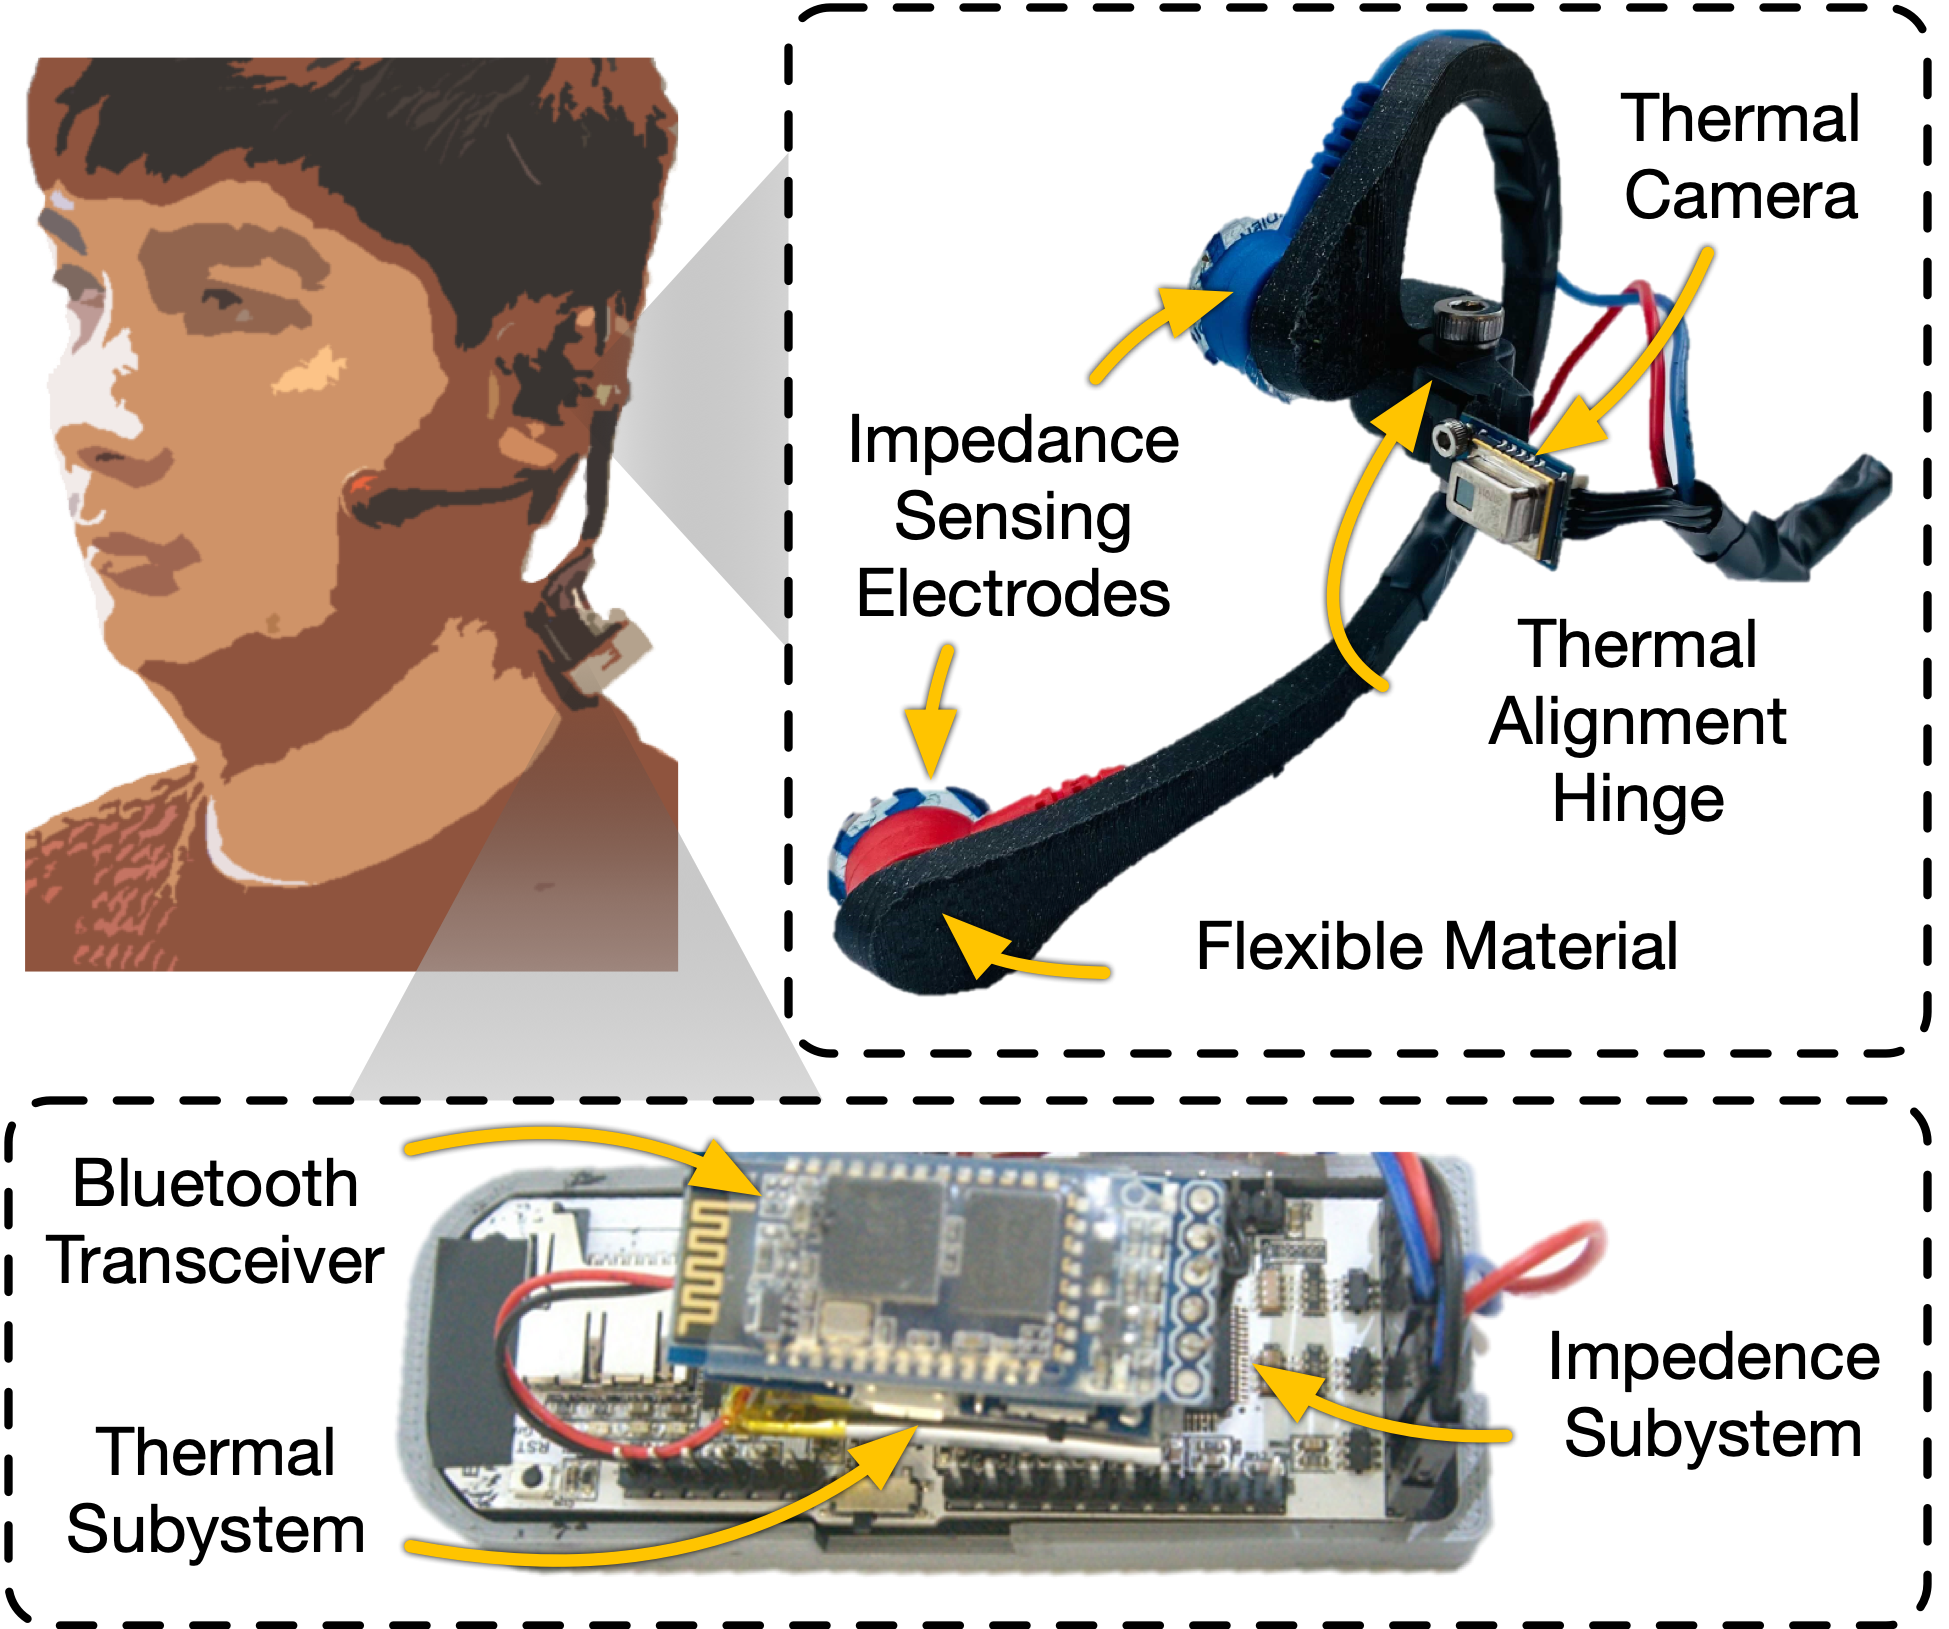 Thermal
Camera
Impedance
Sensing
Electrodes
Thermal
Alignment
Hinge
Flexible Material
Bluetooth
Transceiver
Thermal
Subystem
Impedence
Subystem
RST